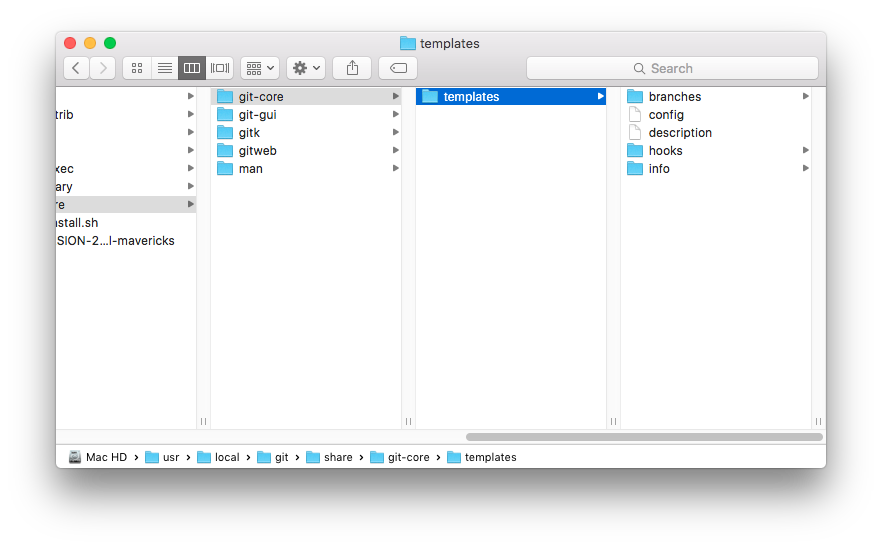 templates
Search
trib
xec
ary
re
nstall.sh
SION-2...l-mavericks
git-core
git-gui
gitk
gitweb
man
templates
branches
config
description
hooks
info
Mac HD › usr › local › git › share › git-core › templates